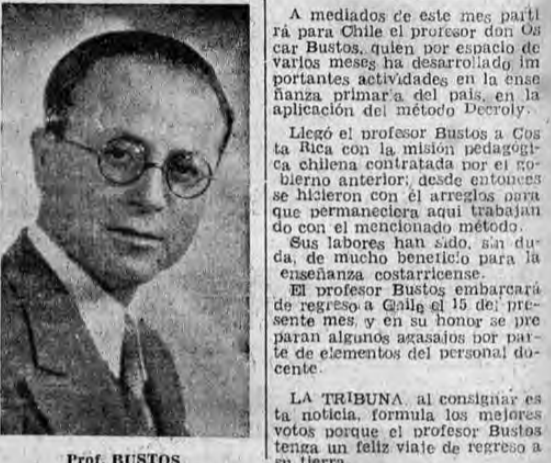 A mediados de este mes parti
rá para Chile el profesor don Os
car Bustos, quien por espacio de
varios meses ha desarrollado im
portantes actividades en la ense
ñanza primaria del pais, en la
aplicación del método Decroly.
Llegó el profesor Bustos a Cos
ta Rica con la misión pedagógi
ca chilena contratada por el go-
bierno anterior; desde entonces
se hicieron con él arreglos para
que permaneciera aquí trabajan
do con el mencionado método.
Sus labores han sido, sin du-
da, de mucho beneficio para la
enseñanza costarricense.
El profesor Bustos embarcará
de regreso a Chile el 15 del pre-
sente mes, y en su honor se pre
paran algunos agasajos por par-
te de elementos del personal do-
cente.
LA TRIBUNA, al consignar es
ta noticia, formula los mejores
votos porque el profesor Bustos
tenga un feliz viaje de regreso a
su tierra
Prof. BUSTOS